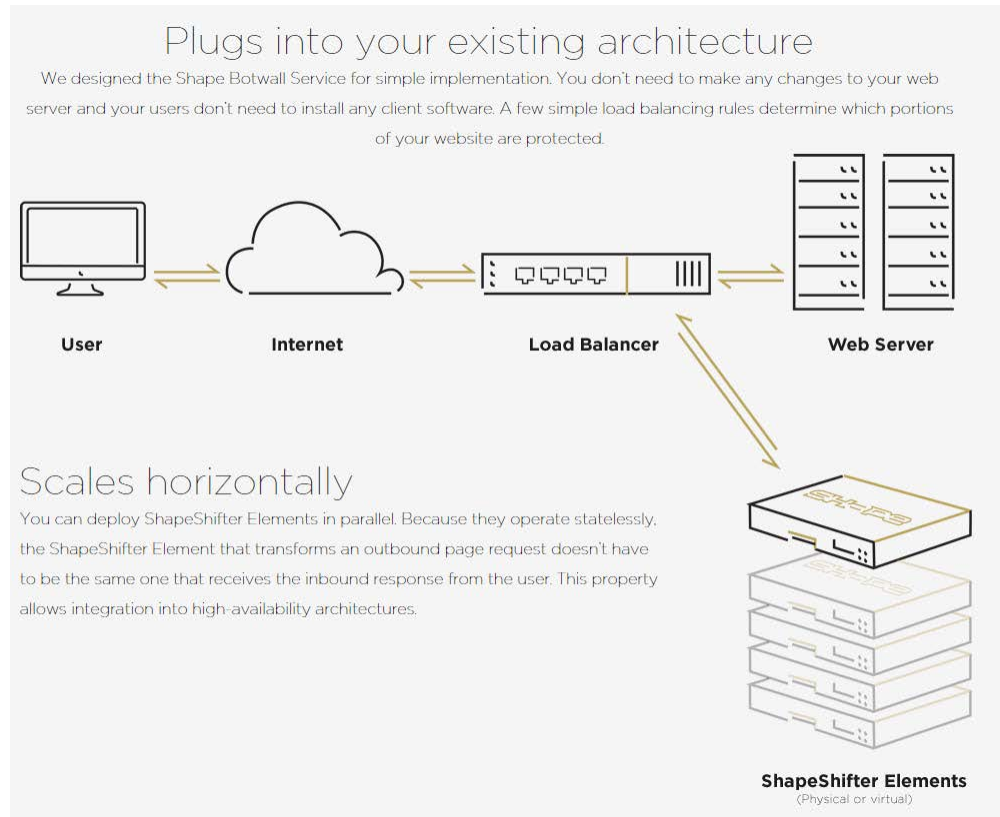 Plugs into your existing architecture
We designed the Shape Botwall Service for simple implementation. You don't need to make any changes to your web
server and your users don't need to install any client software. A few simple load balancing rules determine which portions
of your website are protected.
User
Internet
Load Balancer
Web Server
Scales horizontally
You can deploy ShapeShifter Elements in parallel. Because they operate statelessly,
the ShapeShifter Element that transforms an outbound page request doesn't have
to be the same one that receives the inbound response from the user. This property
allows integration into high-availability architectures.
ShapeShifter Elements
(Physical or virtual)